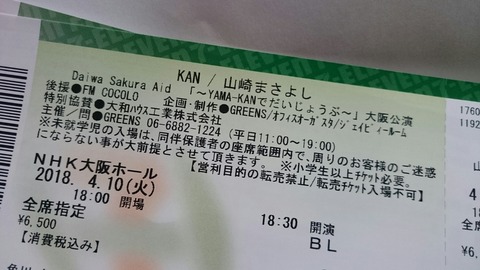 KAN / 山崎まさよし
Daiwa Sakura Aid 「～YAMA-KANでだいじょうぶ～」大阪公演
後援●FM COCOLO 企画・制作●GREENS/オフィスオーガスタ/ジェイピィールーム
特別協賛●大和ハウス工業株式会社
主催/問●GREENS 06-6882-1224 (平日11:00~19:00)
※未就学児の入場は、同伴保護者の座席範囲内で、周りのお客様のご迷惑
にならない事が大前提とさせて頂きます。※小学生以上チケット必要。
【営利目的の転売禁止/転売チケット入場不可】
NHK大阪ホール
2018. 4.10(火)
18:00 開場 18:30 開演
全席指定 BL
¥6,500
【消費税込み】
1760
1192